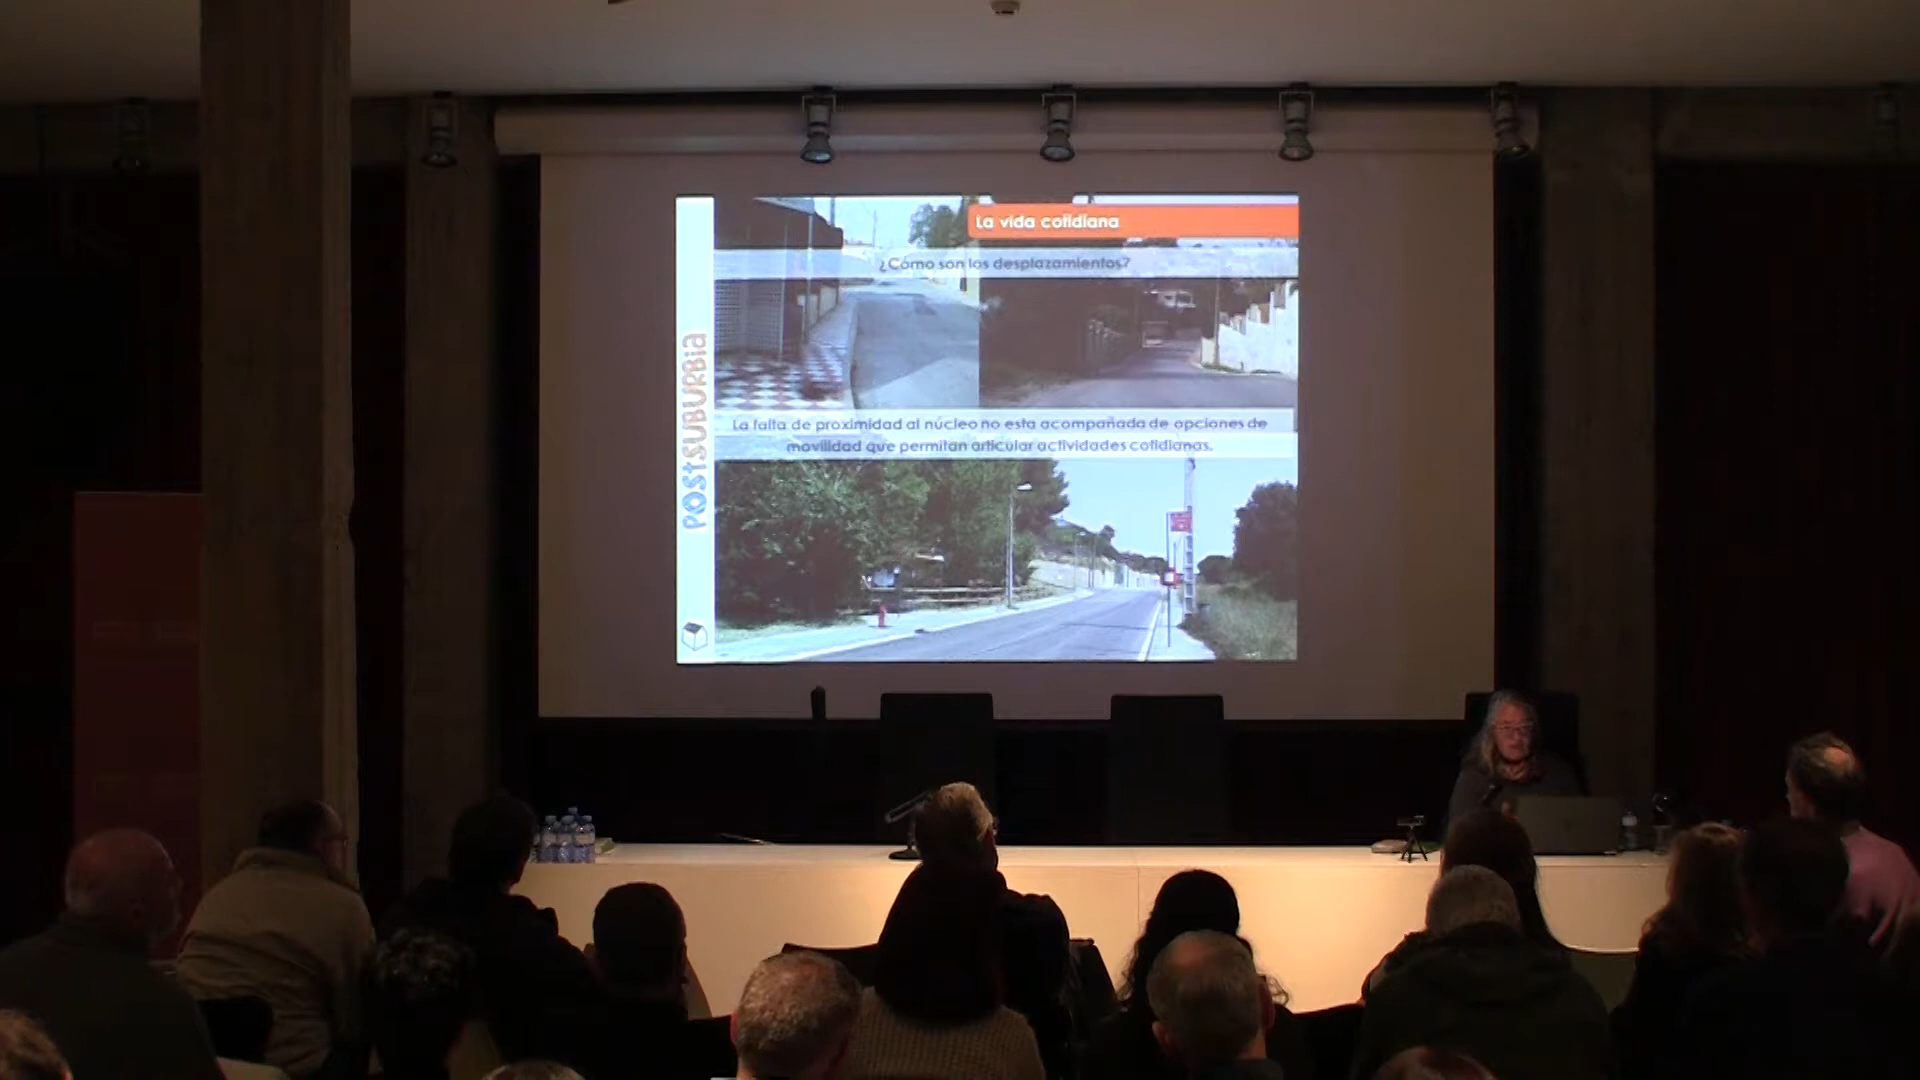 La vida cotidiana
¿Cómo son los desplazamientos?
La falta de proximidad al núcleo no esta acompañada de opciones de
movilidad que permitan articular actividades cotidianas.
POStSUBURBia